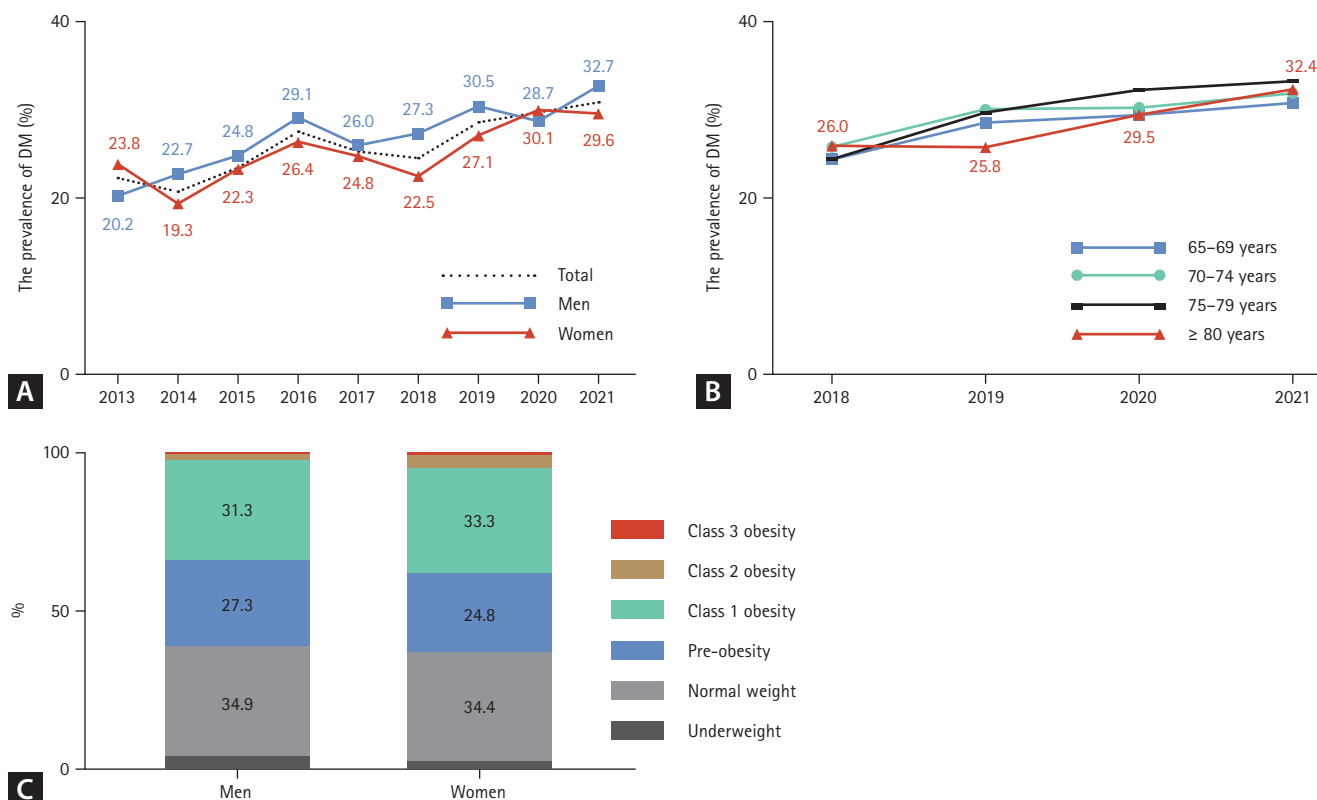 40
20
0
The prevalence of DM (%)
23.8
20.2
22.7
19.3
24.8
22.3
29.1
26.4
26.0
24.8
27.3
22.5
30.5
27.1
28.7
30.1
32.7
29.6
Total
Men
Women
2013 2014 2015 2016 2017 2018 2019 2020 2021
A
40
20
0
The prevalence of DM (%)
26.0
25.8
29.5
32.4
65–69 years
70–74 years
75–79 years
≥ 80 years
2018 2019 2020 2021
B
100
50
0
%
31.3
27.3
34.9
33.3
24.8
34.4
Men Women
Class 3 obesity
Class 2 obesity
Class 1 obesity
Pre-obesity
Normal weight
Underweight
C